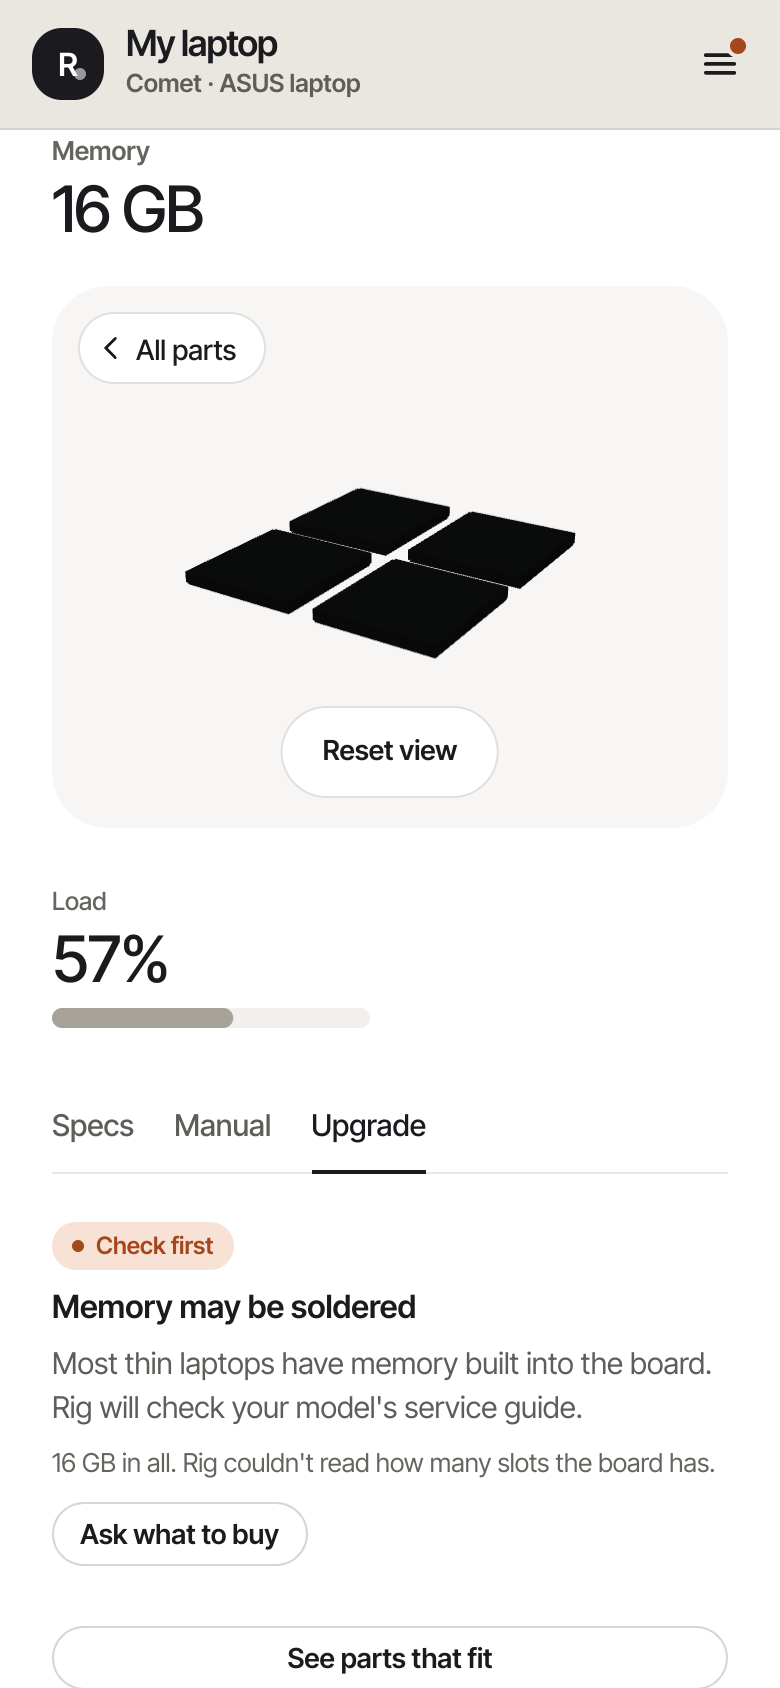 R
My laptop
Comet · ASUS laptop
Memory
16 GB
All parts
Reset view
Load
57%
Specs
Manual
Upgrade
Check first
Memory may be soldered
Most thin laptops have memory built into the board.
Rig will check your model's service guide.
16 GB in all. Rig couldn't read how many slots the board has.
Ask what to buy
See parts that fit